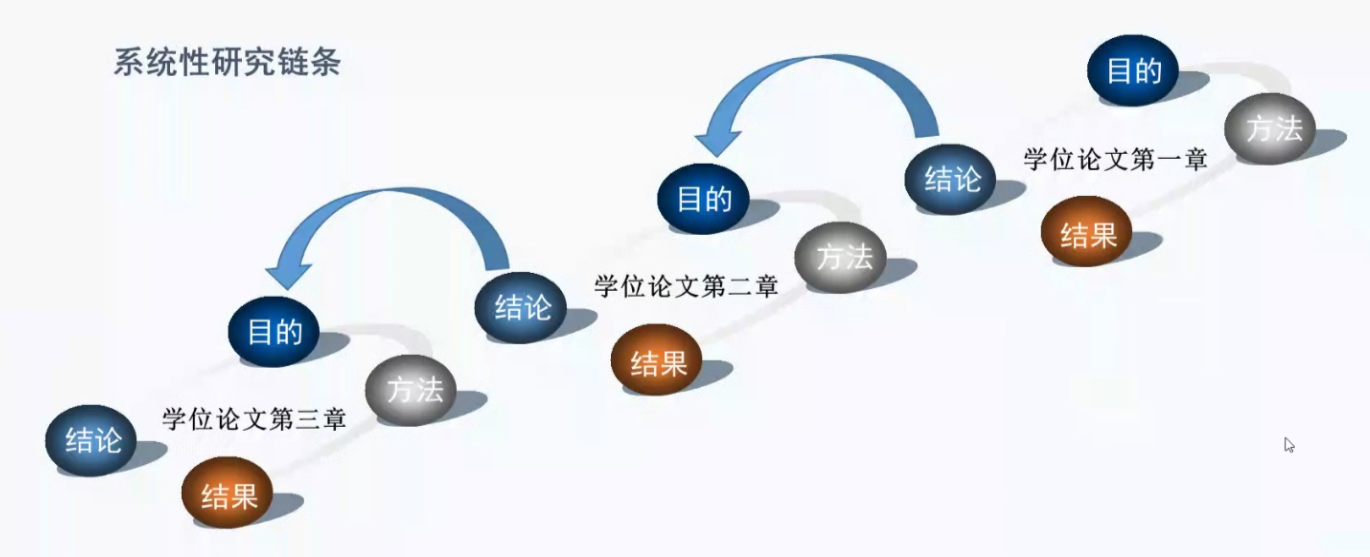 系统性研究链条
目的
方法
学位论文第一章
结果
结论
目的
方法
学位论文第二章
结果
结论
目的
方法
学位论文第三章
结果
结论